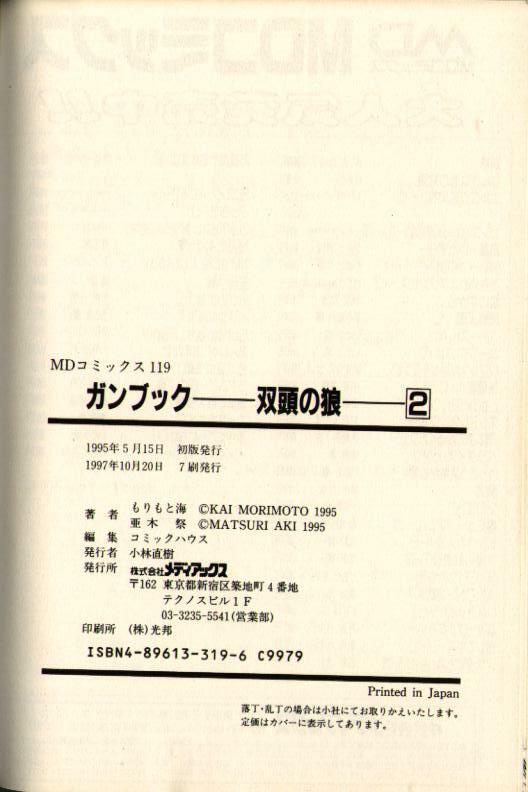 MDコミックス119
ガンブック――双頭の狼――2
1995年5月15日 初版発行
1997年10月20日 7刷発行
著者 もりもと海 ©KAI MORIMOTO 1995
亜木 祭 ©MATSURI AKI 1995
編集 コミックハウス
発行者 小林直樹
発行所 株式会社メディアックス
〒162 東京都新宿区築地町4番地
テクノスビル1F
03-3235-5541(営業部)
印刷所 (株)光邦
ISBN4-89613-319-6 C9979
Printed in Japan
落丁・乱丁の場合は小社にてお取りかえいたします。
定価はカバーに表示してあります。